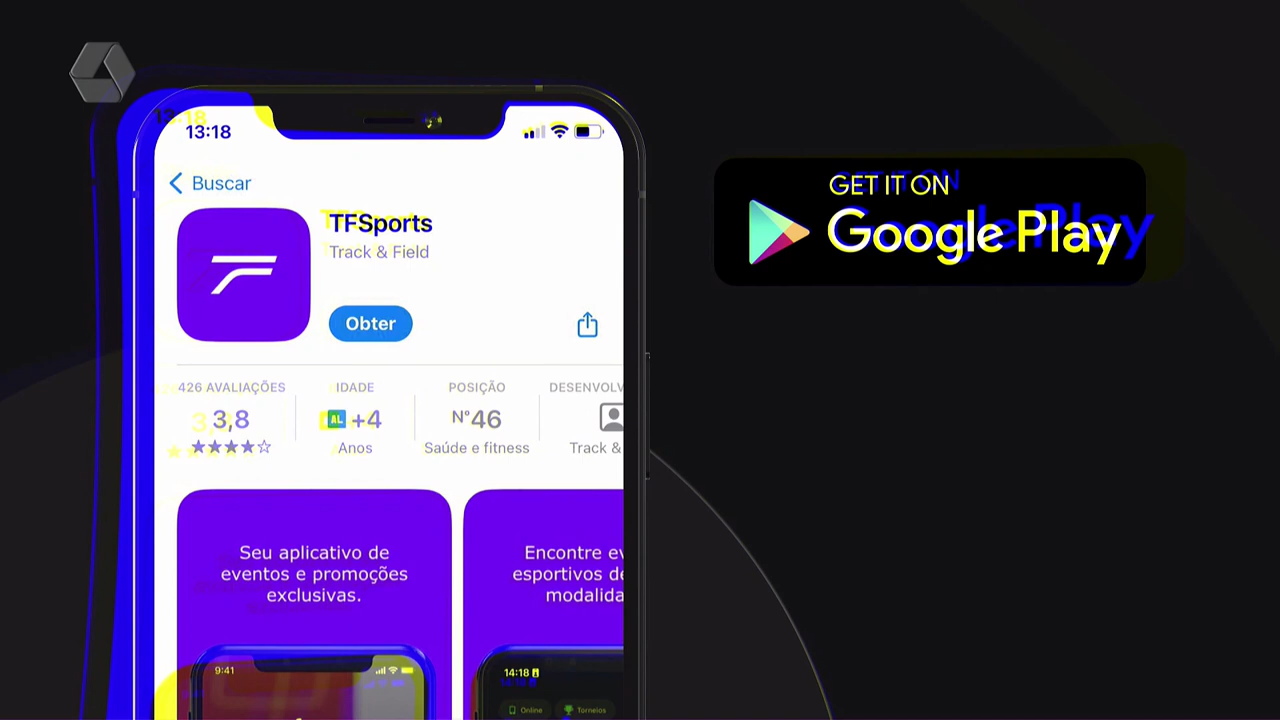 13:18
Buscar
TFSports
Track & Field
Obter
426 AVALIAÇÕES
3,8
IDADE
AL +4
Anos
POSIÇÃO
N°46
Saúde e fitness
DESENVOLV
Track &
Seu aplicativo de
eventos e promoções
exclusivas.
Encontre ev
esportivos de
modalida
9:41
14:18
Online
Torneios
GET IT ON
Google Play